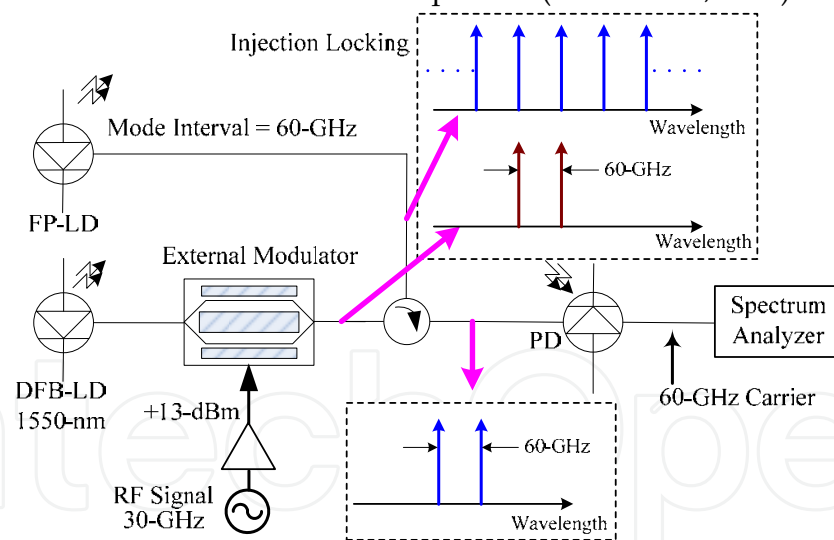 Injection Locking
Wavelength
60-GHz
Wavelength
Mode Interval = 60-GHz
FP-LD
External Modulator
DFB-LD
1550-nm
+13-dBm
RF Signal
30-GHz
PD
Spectrum
Analyzer
60-GHz Carrier
60-GHz
Wavelength